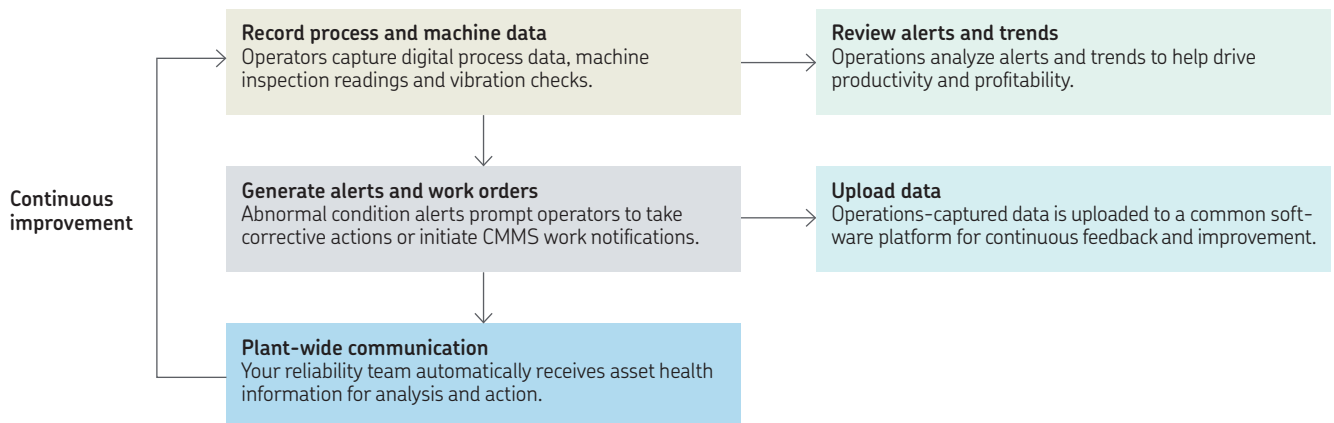 Record process and machine data
Operators capture digital process data, machine
inspection readings and vibration checks.
Review alerts and trends
Operations analyze alerts and trends to help drive
productivity and profitability.
Continuous
improvement
Generate alerts and work orders
Abnormal condition alerts prompt operators to take
corrective actions or initiate CMMS work notifications.
Upload data
Operations-captured data is uploaded to a common soft-
ware platform for continuous feedback and improvement.
Plant-wide communication
Your reliability team automatically receives asset health
information for analysis and action.